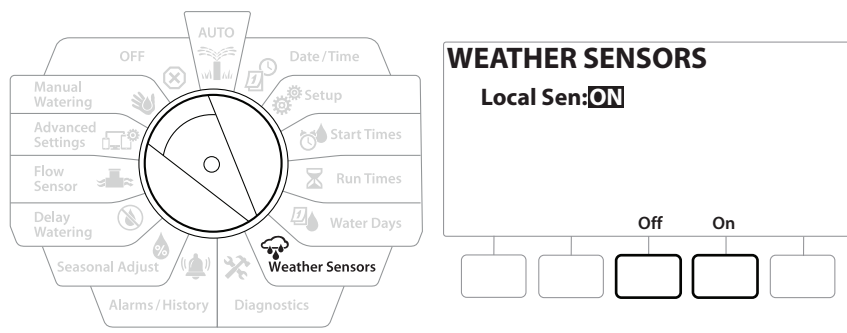 AUTO
OFF
Date/Time
Manual
Watering
Setup
Advanced
Settings
Start Times
Flow
Sensor
Run Times
Delay
Watering
Water Days
Seasonal Adjust
%
Weather Sensors
Alarms/History
Diagnostics
WEATHER SENSORS
Local Sen:ON
Off On